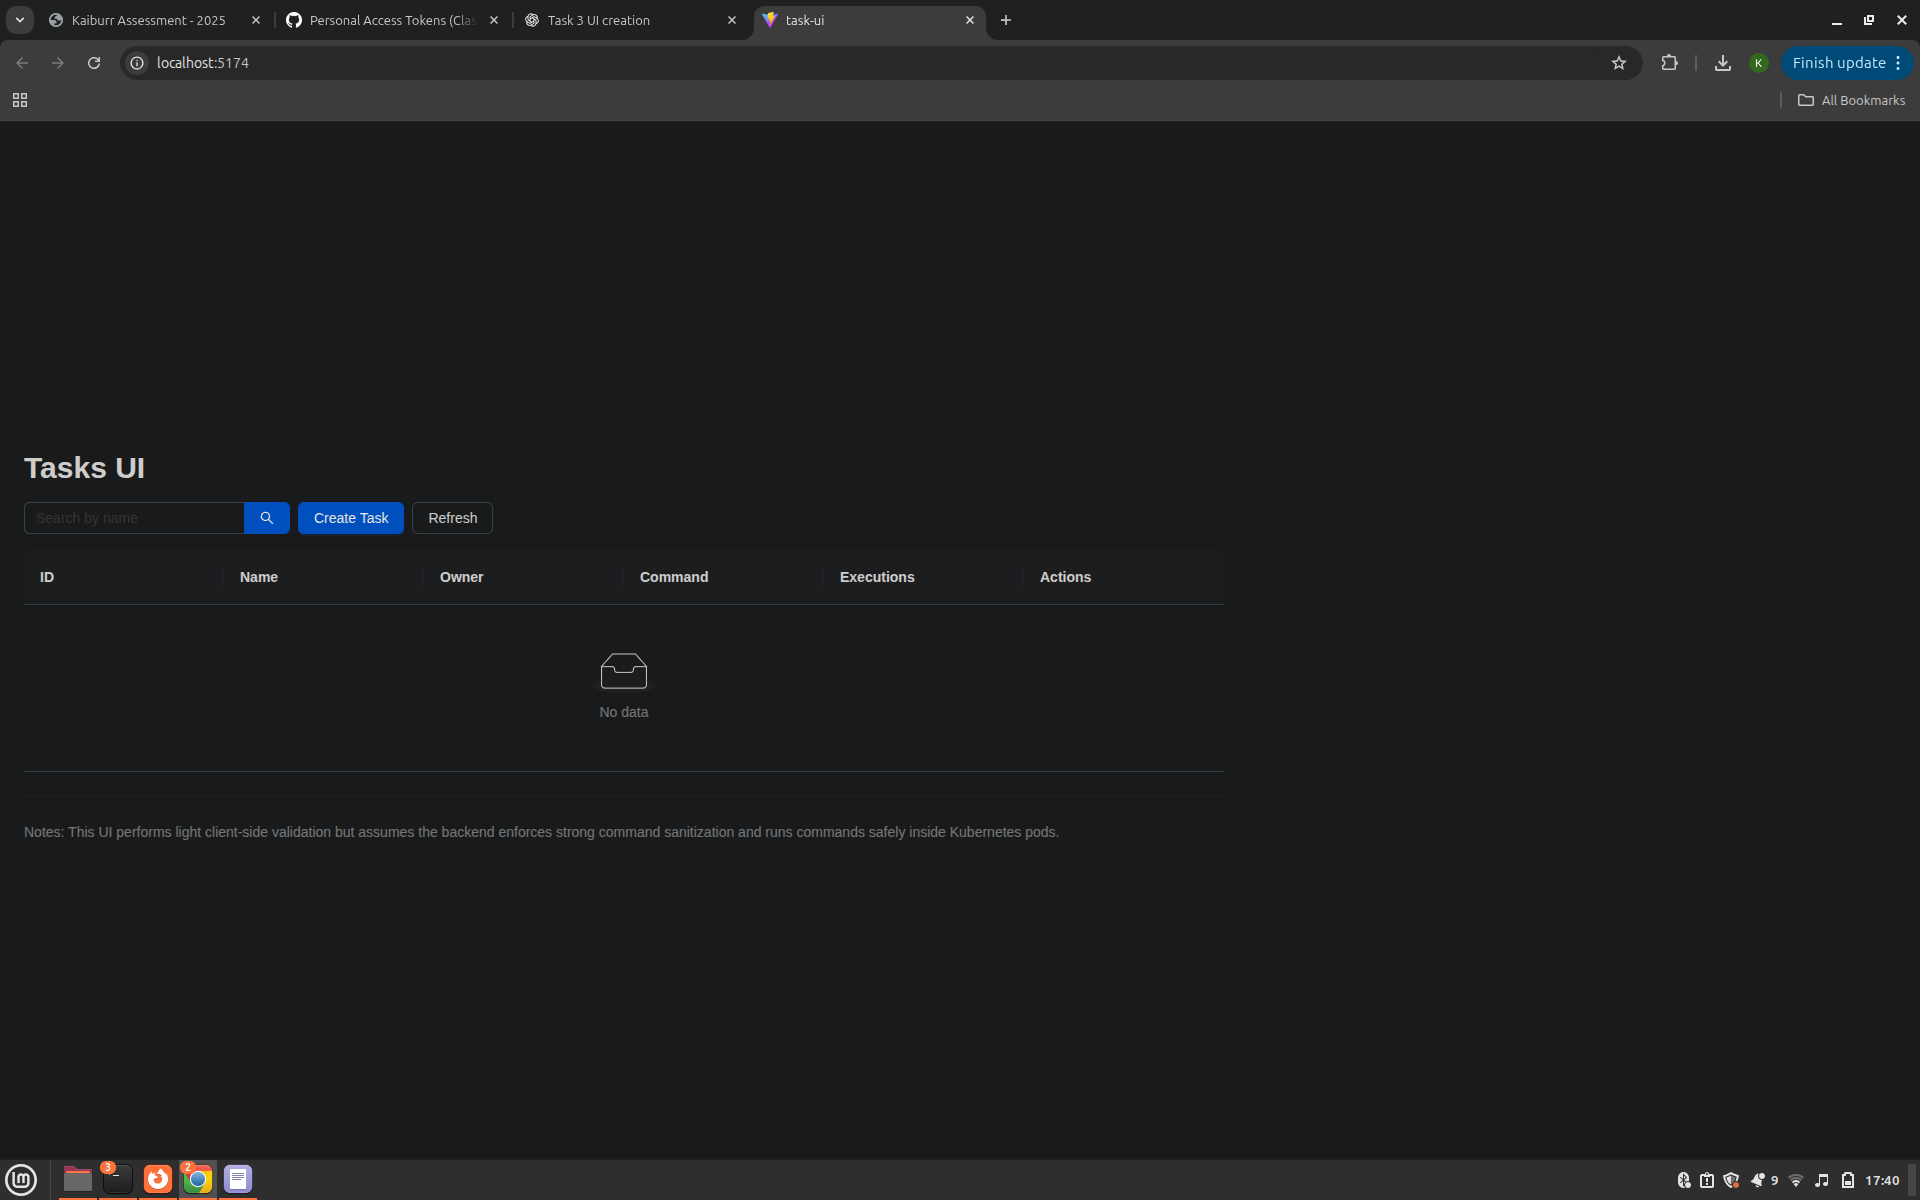 Kaiburr Assessment - 2025
Personal Access Tokens (Clas
Task 3 UI creation
task-ui
localhost:5174
K
Finish update
All Bookmarks
Tasks UI
Search by name
Create Task
Refresh
ID Name Owner Command Executions Actions
No data
Notes: This UI performs light client-side validation but assumes the backend enforces strong command sanitization and runs commands safely inside Kubernetes pods.
3
2
9
17:40